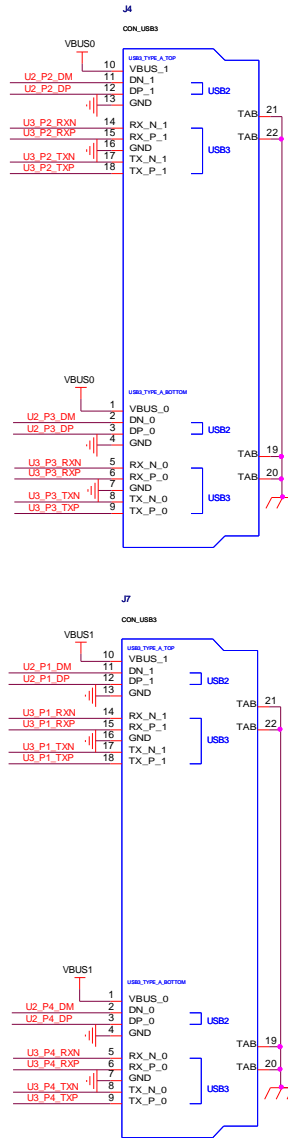 J4
CON_USB3
VBUS0
USB3_TYPE_A_TOP
10 VBUS_1
U2_P2_DM 11 DN_1
U2_P2_DP 12 DP_1 USB2
13 GND
TAB 21
U3_P2_RXN 14 RX_N_1
U3_P2_RXP 15 RX_P_1
TAB 22
16 GND USB3
U3_P2_TXN 17 TX_N_1
U3_P2_TXP 18 TX_P_1
VBUS0
USB3_TYPE_A_BOTTOM
1 VBUS_0
U2_P3_DM 2 DN_0
U2_P3_DP 3 DP_0 USB2
4 GND
TAB 19
U3_P3_RXN 5 RX_N_0
U3_P3_RXP 6 RX_P_0
TAB 20
7 GND USB3
U3_P3_TXN 8 TX_N_0
U3_P3_TXP 9 TX_P_0
J7
CON_USB3
VBUS1
USB3_TYPE_A_TOP
10 VBUS_1
U2_P1_DM 11 DN_1
U2_P1_DP 12 DP_1 USB2
13 GND
TAB 21
U3_P1_RXN 14 RX_N_1
U3_P1_RXP 15 RX_P_1
TAB 22
16 GND USB3
U3_P1_TXN 17 TX_N_1
U3_P1_TXP 18 TX_P_1
VBUS1
USB3_TYPE_A_BOTTOM
1 VBUS_0
U2_P4_DM 2 DN_0
U2_P4_DP 3 DP_0 USB2
4 GND
TAB 19
U3_P4_RXN 5 RX_N_0
U3_P4_RXP 6 RX_P_0
TAB 20
7 GND USB3
U3_P4_TXN 8 TX_N_0
U3_P4_TXP 9 TX_P_0